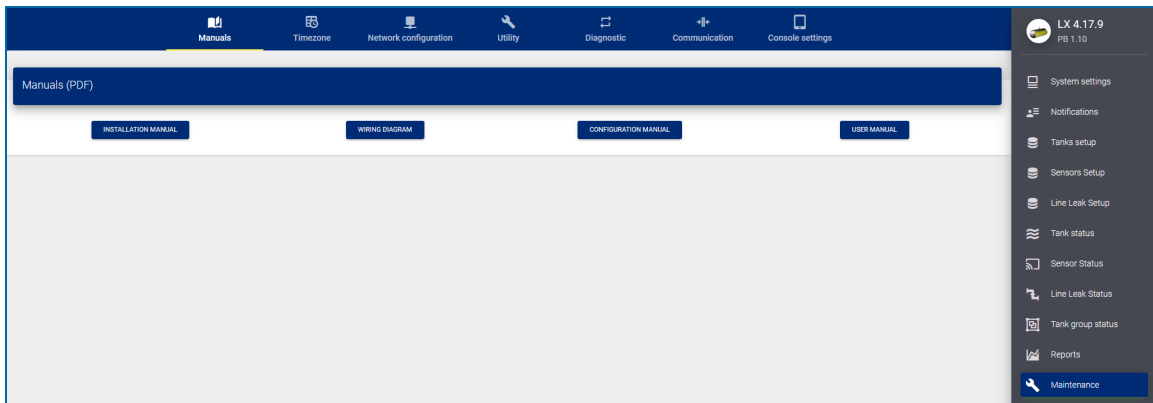 Manuals
Timezone
Network configuration
Utility
Diagnostic
Communication
Console settings
Manuals (PDF)
INSTALLATION MANUAL
WIRING DIAGRAM
CONFIGURATION MANUAL
USER MANUAL
LX 4.17.9
PB 1.10
System settings
Notifications
Tanks setup
Sensors Setup
Line Leak Setup
Tank status
Sensor Status
Line Leak Status
Tank group status
Reports
Maintenance